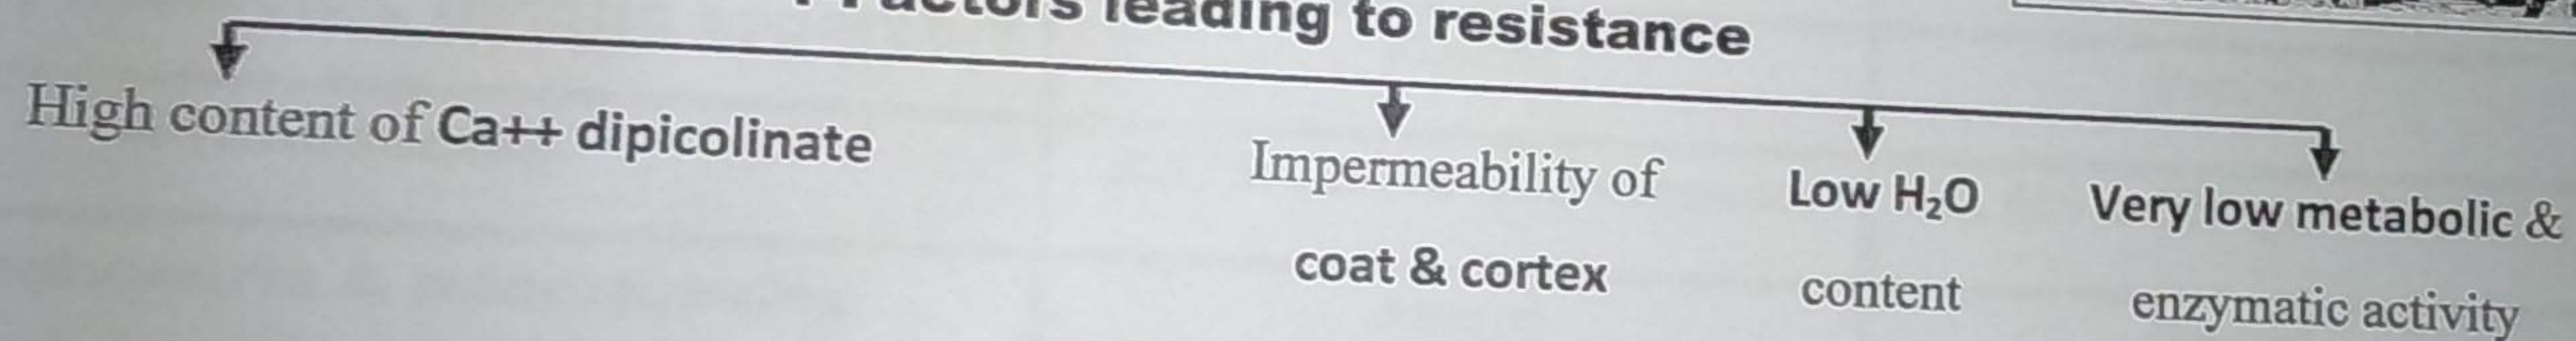 Factors leading to resistance
High content of Ca++ dipicolinate
Impermeability of
coat & cortex
Low H₂O
content
Very low metabolic &
enzymatic activity